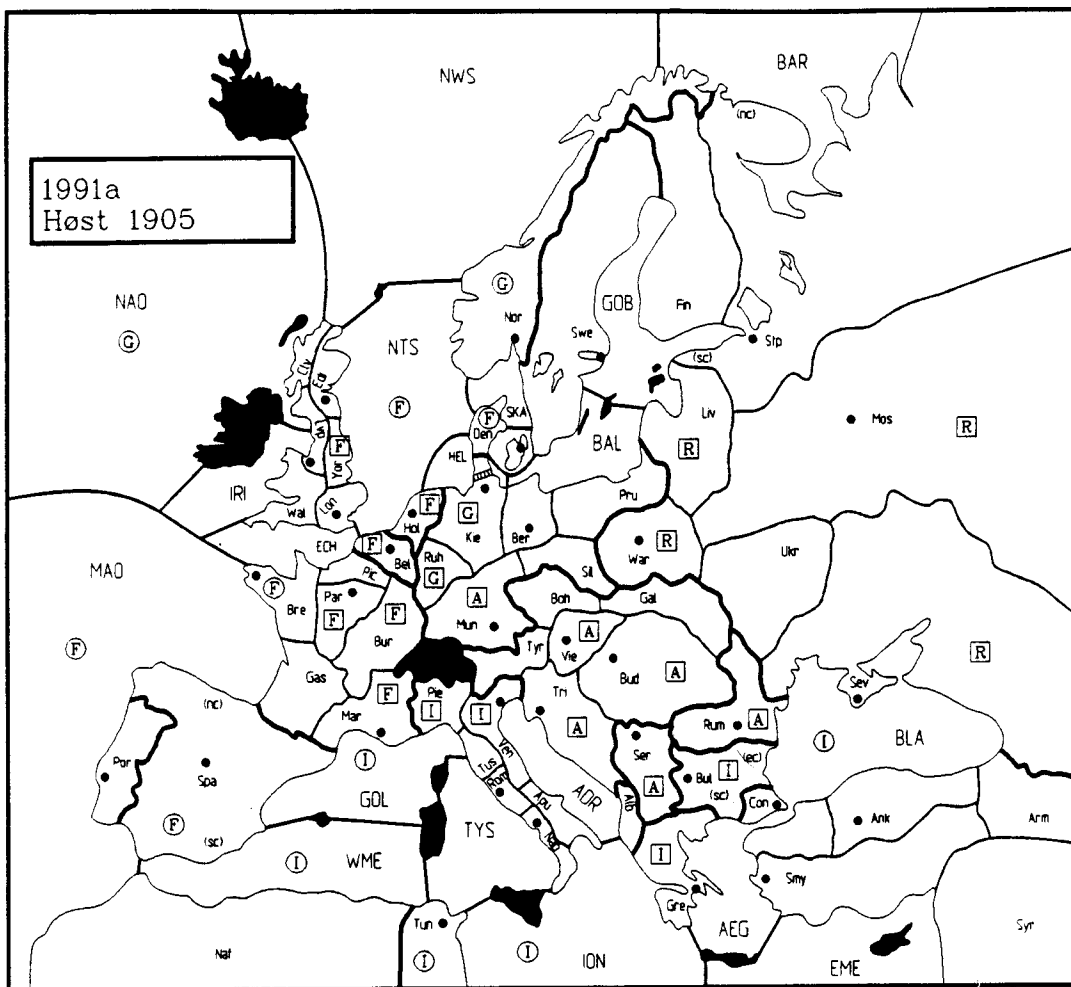 NWS
BAR
(nc)
1991a
Høst 1905
NAO
G
G
Nor
NTS
F
GOB
Fin
Swe
Stp
(sc)
Cly
Edi
Lvp
F
Yor
SKA
F
Den
HEL
BAL
Liv
R
Mos
R
IRI
Wal
Lon
ECH
F
Hol
G
Kie
Ber
Pru
War
R
Ukr
MAO
F
F
Bre
Pic
F
Bel
Ruh
G
Sil
Par
F
F
Bur
A
Mun
Boh
Gal
Tyr
A
Vie
Bud
A
Gas
F
Mar
Pie
I
I
Ven
Tri
A
Rum
A
R
Sev
(nc)
Por
Spa
F
(sc)
I
GOL
Tus
Rom
Apu
Nap
ADR
Alb
Ser
A
Bul
I
(ec)
(sc)
Con
I
BLA
Ank
Arm
I
WME
TYS
I
Gre
AEG
Smy
Naf
Tun
I
I
ION
EME
Syr